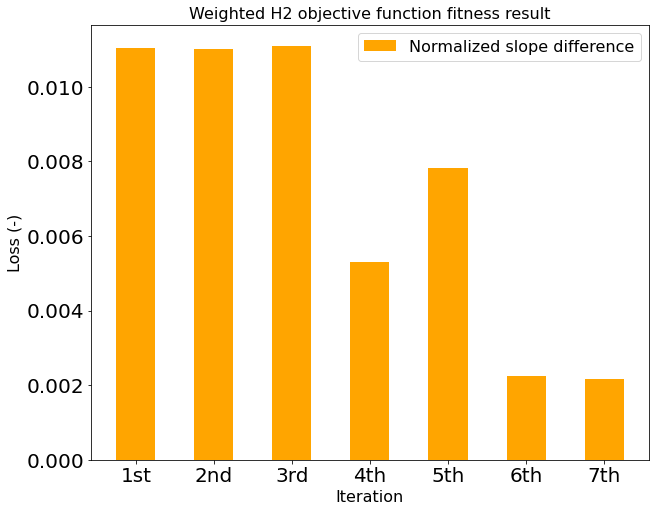 Weighted H2 objective function fitness result
Normalized slope difference
0.010
0.008
0.006
0.004
0.002
0.000
Loss (-)
1st 2nd 3rd 4th 5th 6th 7th
Iteration